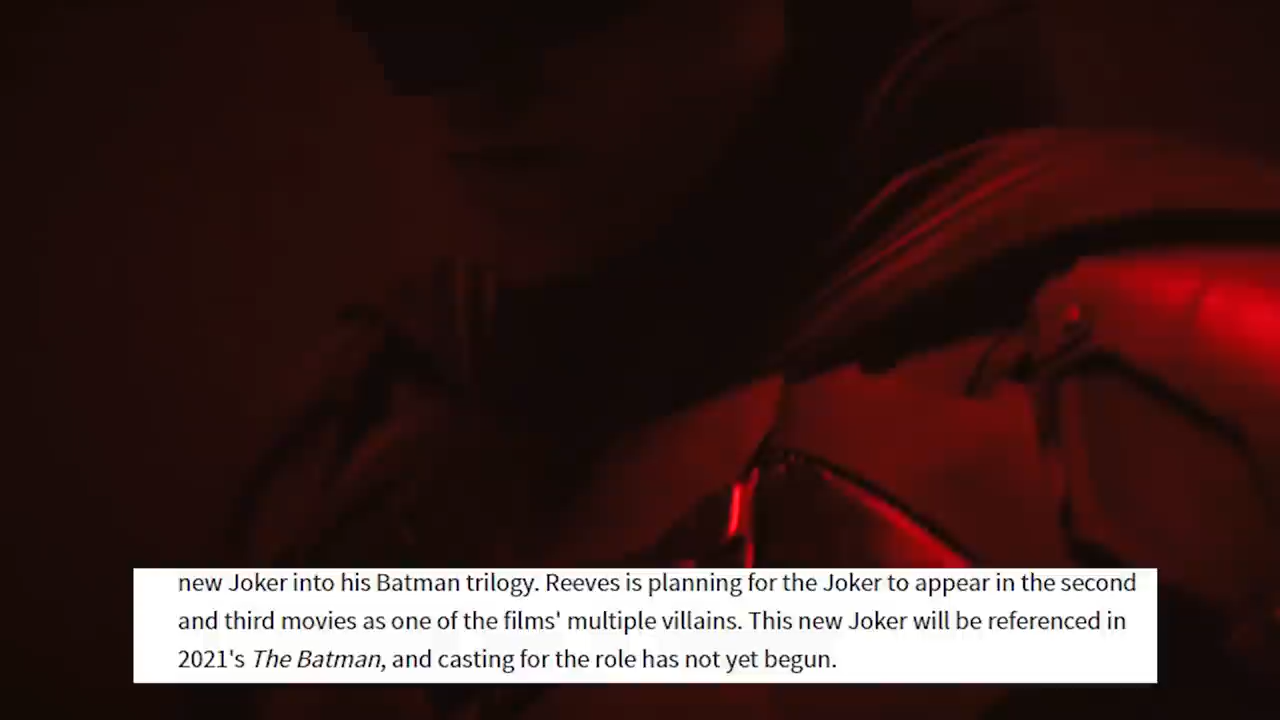 new Joker into his Batman trilogy. Reeves is planning for the Joker to appear in the second
and third movies as one of the films' multiple villains. This new Joker will be referenced in
2021's The Batman, and casting for the role has not yet begun.